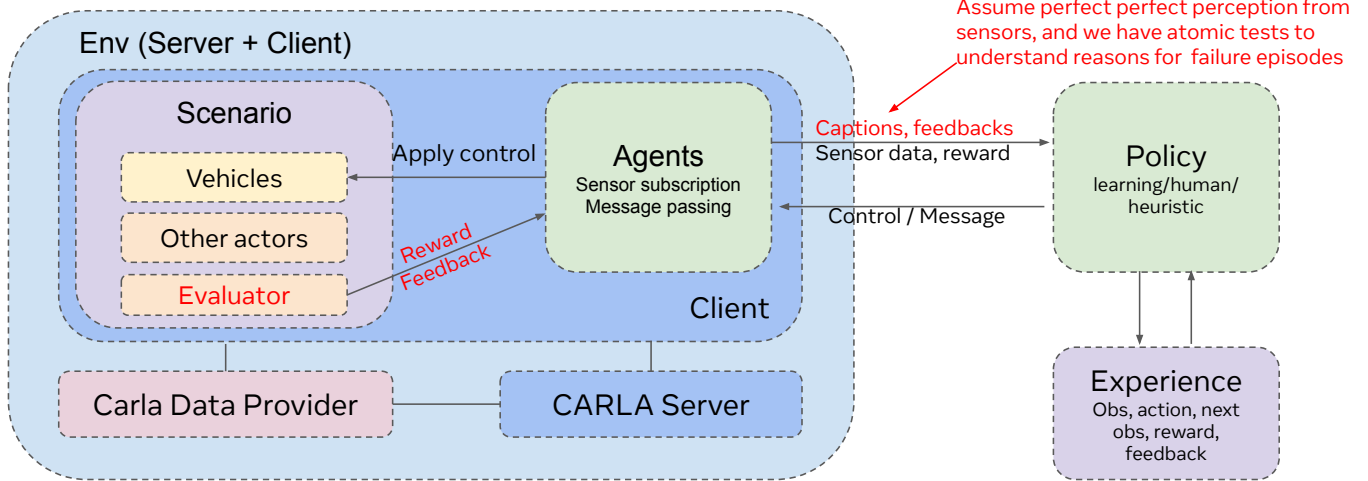 Assume perfect perfect perception from
sensors, and we have atomic tests to
understand reasons for failure episodes
Env (Server + Client)
Scenario
Vehicles
Other actors
Evaluator
Apply control
Reward
Feedback
Agents
Sensor subscription
Message passing
Client
Captions, feedbacks
Sensor data, reward
Control / Message
Policy
learning/human/
heuristic
Carla Data Provider
CARLA Server
Experience
Obs, action, next
obs, reward,
feedback